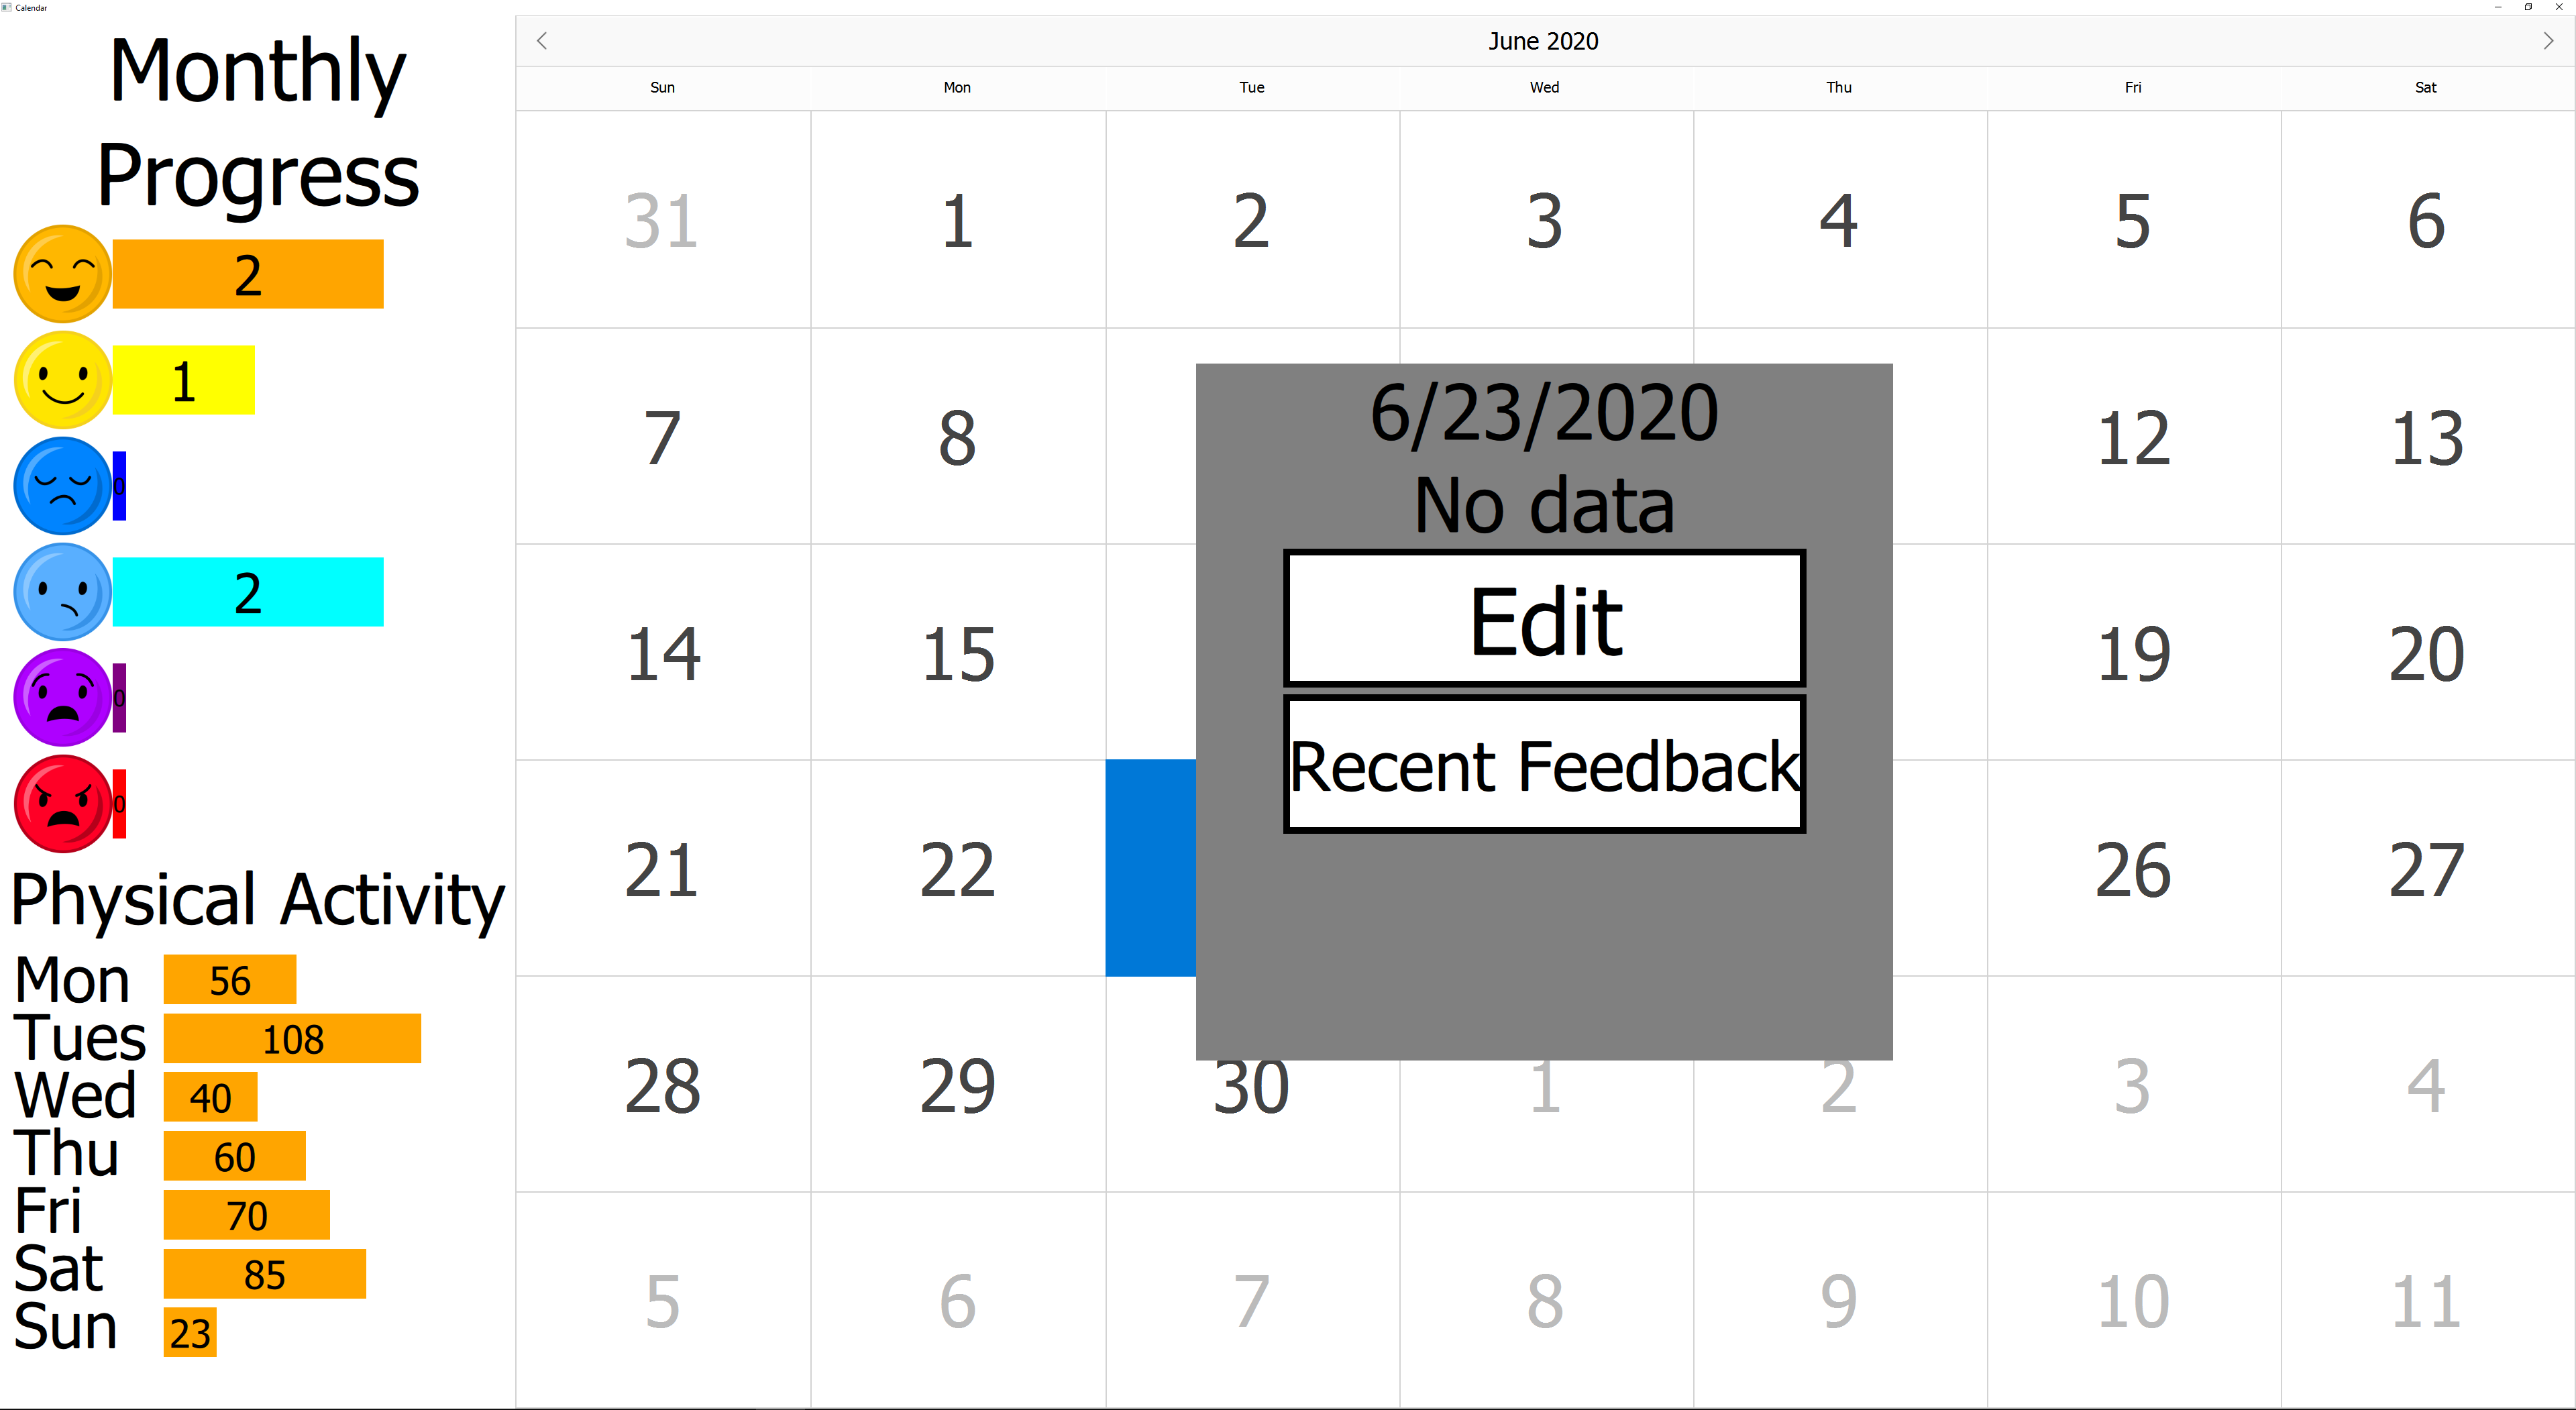 Calendar
Monthly
Progress
2
1
0
2
0
0
Physical Activity
Mon 56
Tues 108
Wed 40
Thu 60
Fri 70
Sat 85
Sun 23
June 2020
Sun Mon Tue Wed Thu Fri Sat
31 1 2 3 4 5 6
7 8 12 13
14 15 19 20
21 22 26 27
28 29 30 1 2 3 4
5 6 7 8 9 10 11
6/23/2020
No data
Edit
Recent Feedback